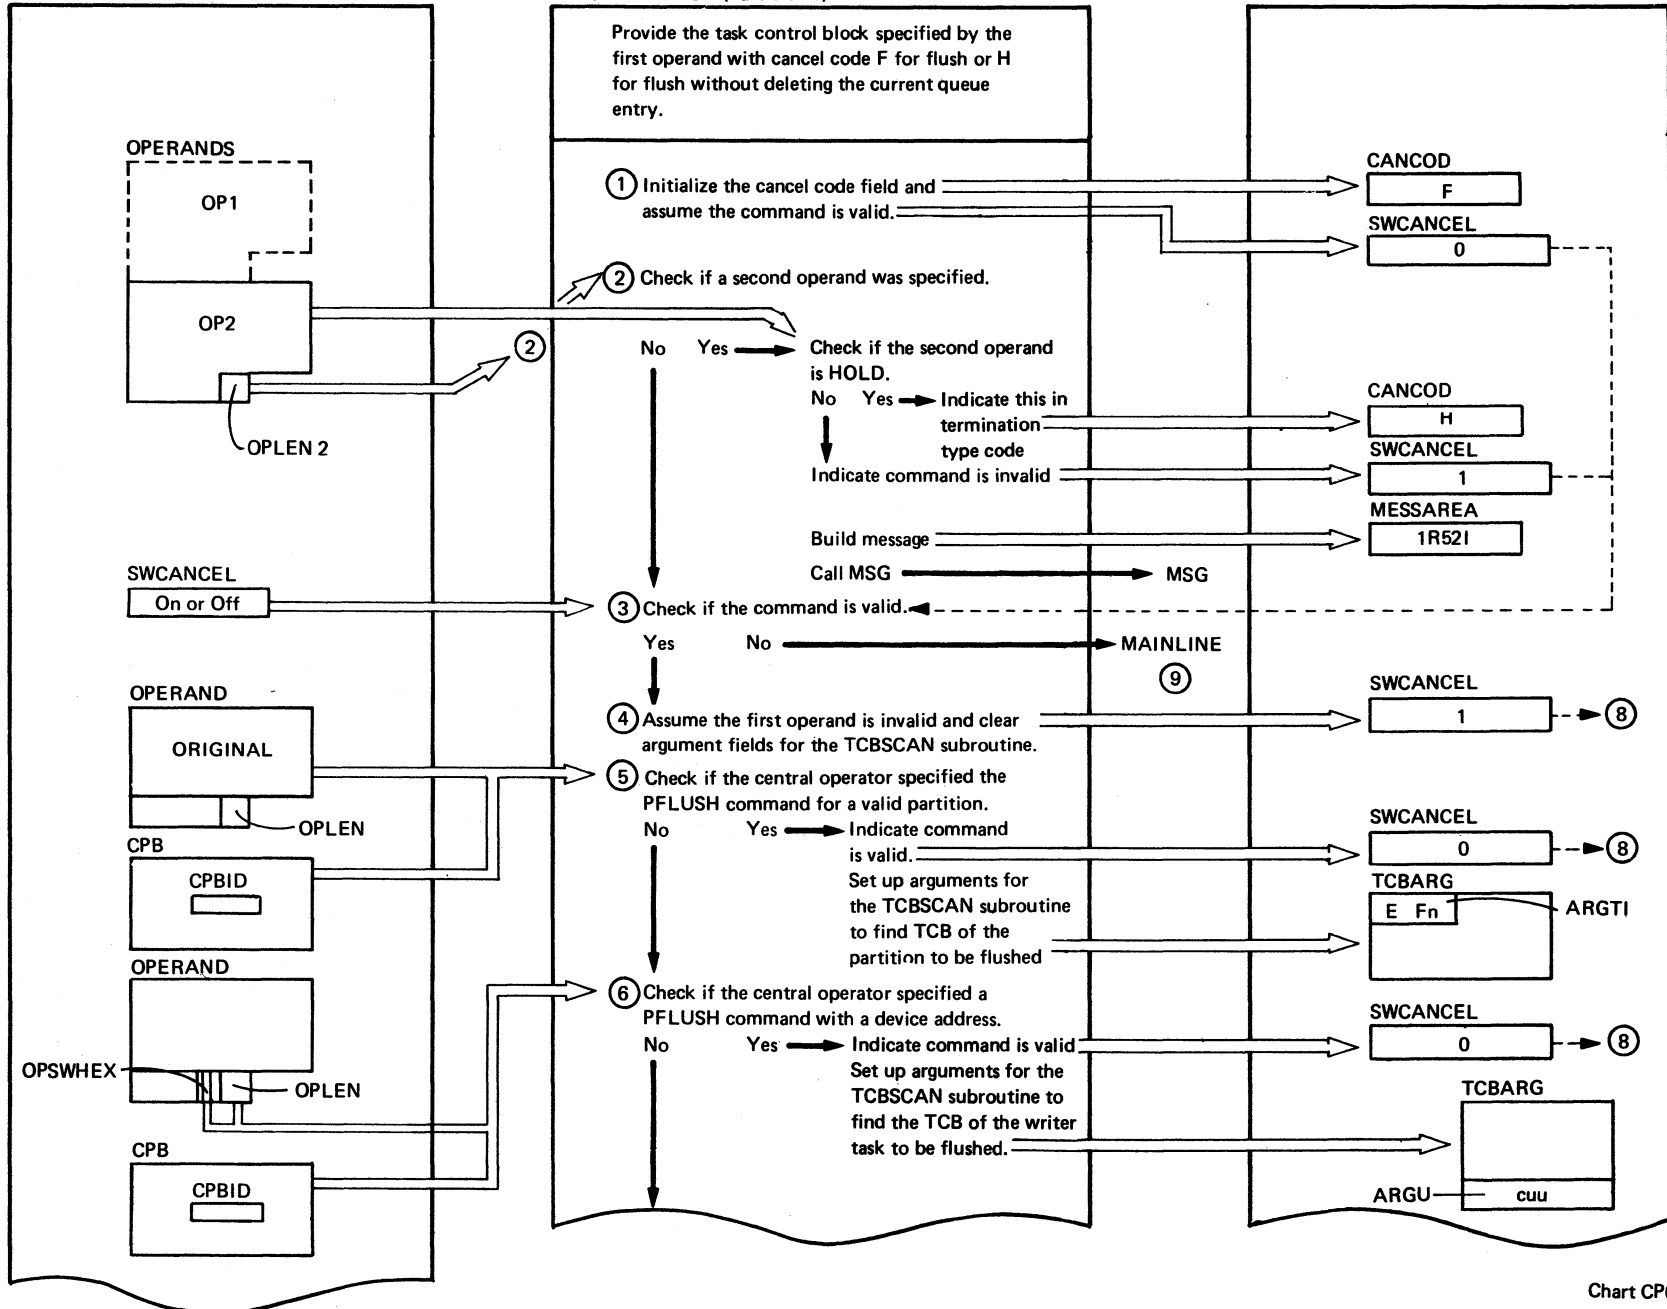 Provide the task control block specified by the
first operand with cancel code F for flush or H
for flush without deleting the current queue
entry.
OPERANDS
OP1
OP2
OPLEN 2
2
1 Initialize the cancel code field and
assume the command is valid.
CANCOD
F
SWCANCEL
0
2 Check if a second operand was specified.
No Yes Check if the second operand
is HOLD.
No Yes Indicate this in
termination
type code
Indicate command is invalid
CANCOD
H
SWCANCEL
1
MESSAREA
1R52I
Build message
Call MSG MSG
SWCANCEL
On or Off
3 Check if the command is valid.
Yes No MAINLINE
9
OPERAND
ORIGINAL
OPLEN
CPB
CPBID
4 Assume the first operand is invalid and clear
argument fields for the TCBSCAN subroutine.
SWCANCEL
1 8
5 Check if the central operator specified the
PFLUSH command for a valid partition.
No Yes Indicate command
is valid.
Set up arguments for
the TCBSCAN subroutine
to find TCB of the
partition to be flushed
SWCANCEL
0 8
TCBARG
E Fn ARGTI
OPERAND
OPSWHEX
OPLEN
CPB
CPBID
6 Check if the central operator specified a
PFLUSH command with a device address.
No Yes Indicate command is valid
Set up arguments for the
TCBSCAN subroutine to
find the TCB of the writer
task to be flushed.
SWCANCEL
0 8
TCBARG
ARGU cuu
Chart